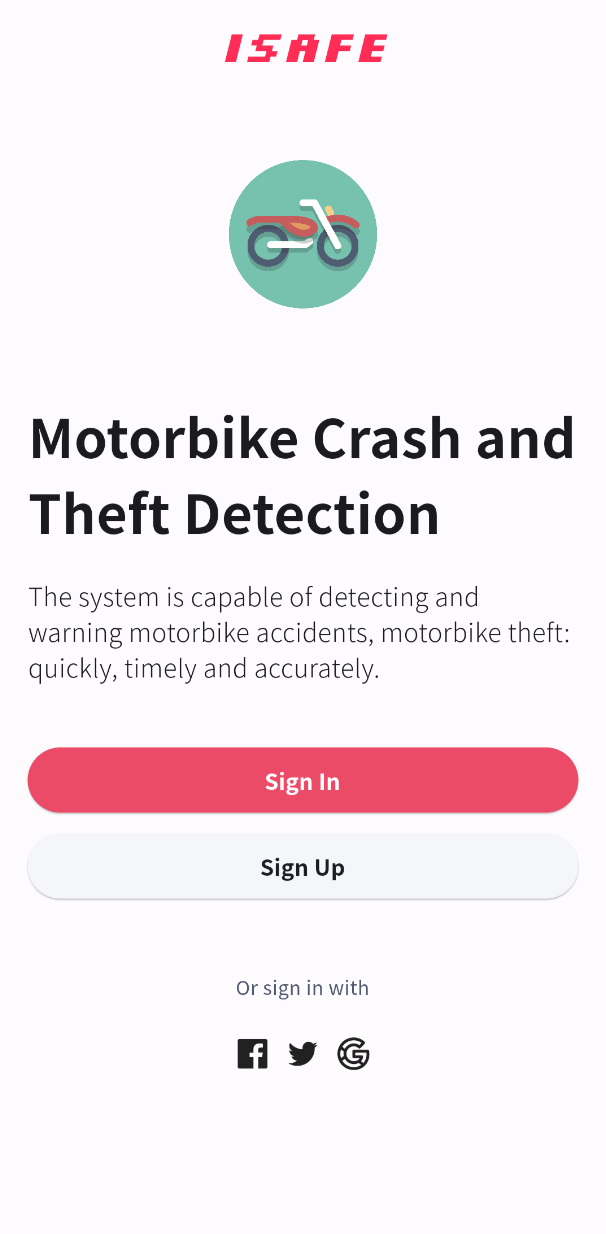 ISAFE
Motorbike Crash and
Theft Detection
The system is capable of detecting and
warning motorbike accidents, motorbike theft:
quickly, timely and accurately.
Sign In
Sign Up
Or sign in with